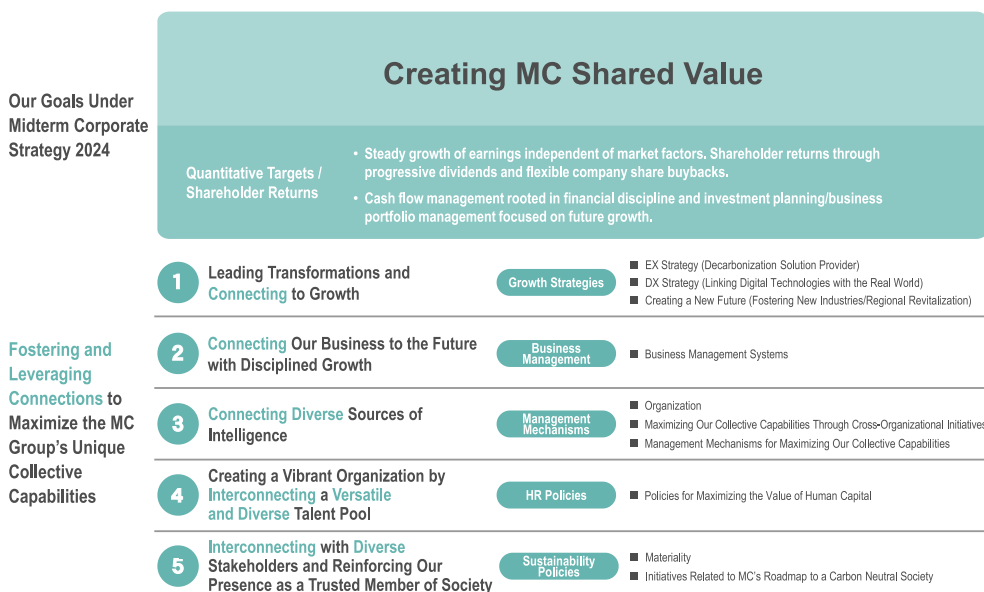 Our Goals Under
Midterm Corporate
Strategy 2024
Creating MC Shared Value
Quantitative Targets /
Shareholder Returns
• Steady growth of earnings independent of market factors. Shareholder returns through
progressive dividends and flexible company share buybacks.
• Cash flow management rooted in financial discipline and investment planning/business
portfolio management focused on future growth.
Fostering and
Leveraging
Connections to
Maximize the MC
Group's Unique
Collective
Capabilities
1
Leading Transformations and
Connecting to Growth
Growth Strategies
■ EX Strategy (Decarbonization Solution Provider)
■ DX Strategy (Linking Digital Technologies with the Real World)
■ Creating a New Future (Fostering New Industries/Regional Revitalization)
2
Connecting Our Business to the Future
with Disciplined Growth
Business
Management
■ Business Management Systems
3
Connecting Diverse Sources of
Intelligence
Management
Mechanisms
■ Organization
■ Maximizing Our Collective Capabilities Through Cross-Organizational Initiatives
■ Management Mechanisms for Maximizing Our Collective Capabilities
4
Creating a Vibrant Organization by
Interconnecting a Versatile
and Diverse Talent Pool
HR Policies
■ Policies for Maximizing the Value of Human Capital
5
Interconnecting with Diverse
Stakeholders and Reinforcing Our
Presence as a Trusted Member of Society
Sustainability
Policies
■ Materiality
■ Initiatives Related to MC's Roadmap to a Carbon Neutral Society